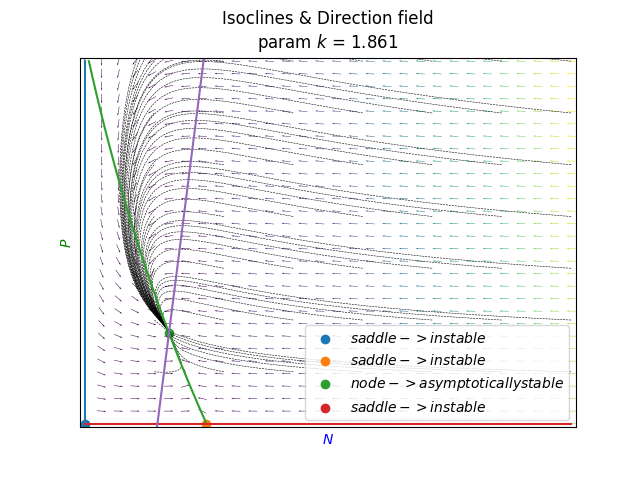 Isoclines & Direction field
param k = 1.861
P
saddle - > instable
saddle - > instable
node - > asymptoticallystable
saddle - > instable
N